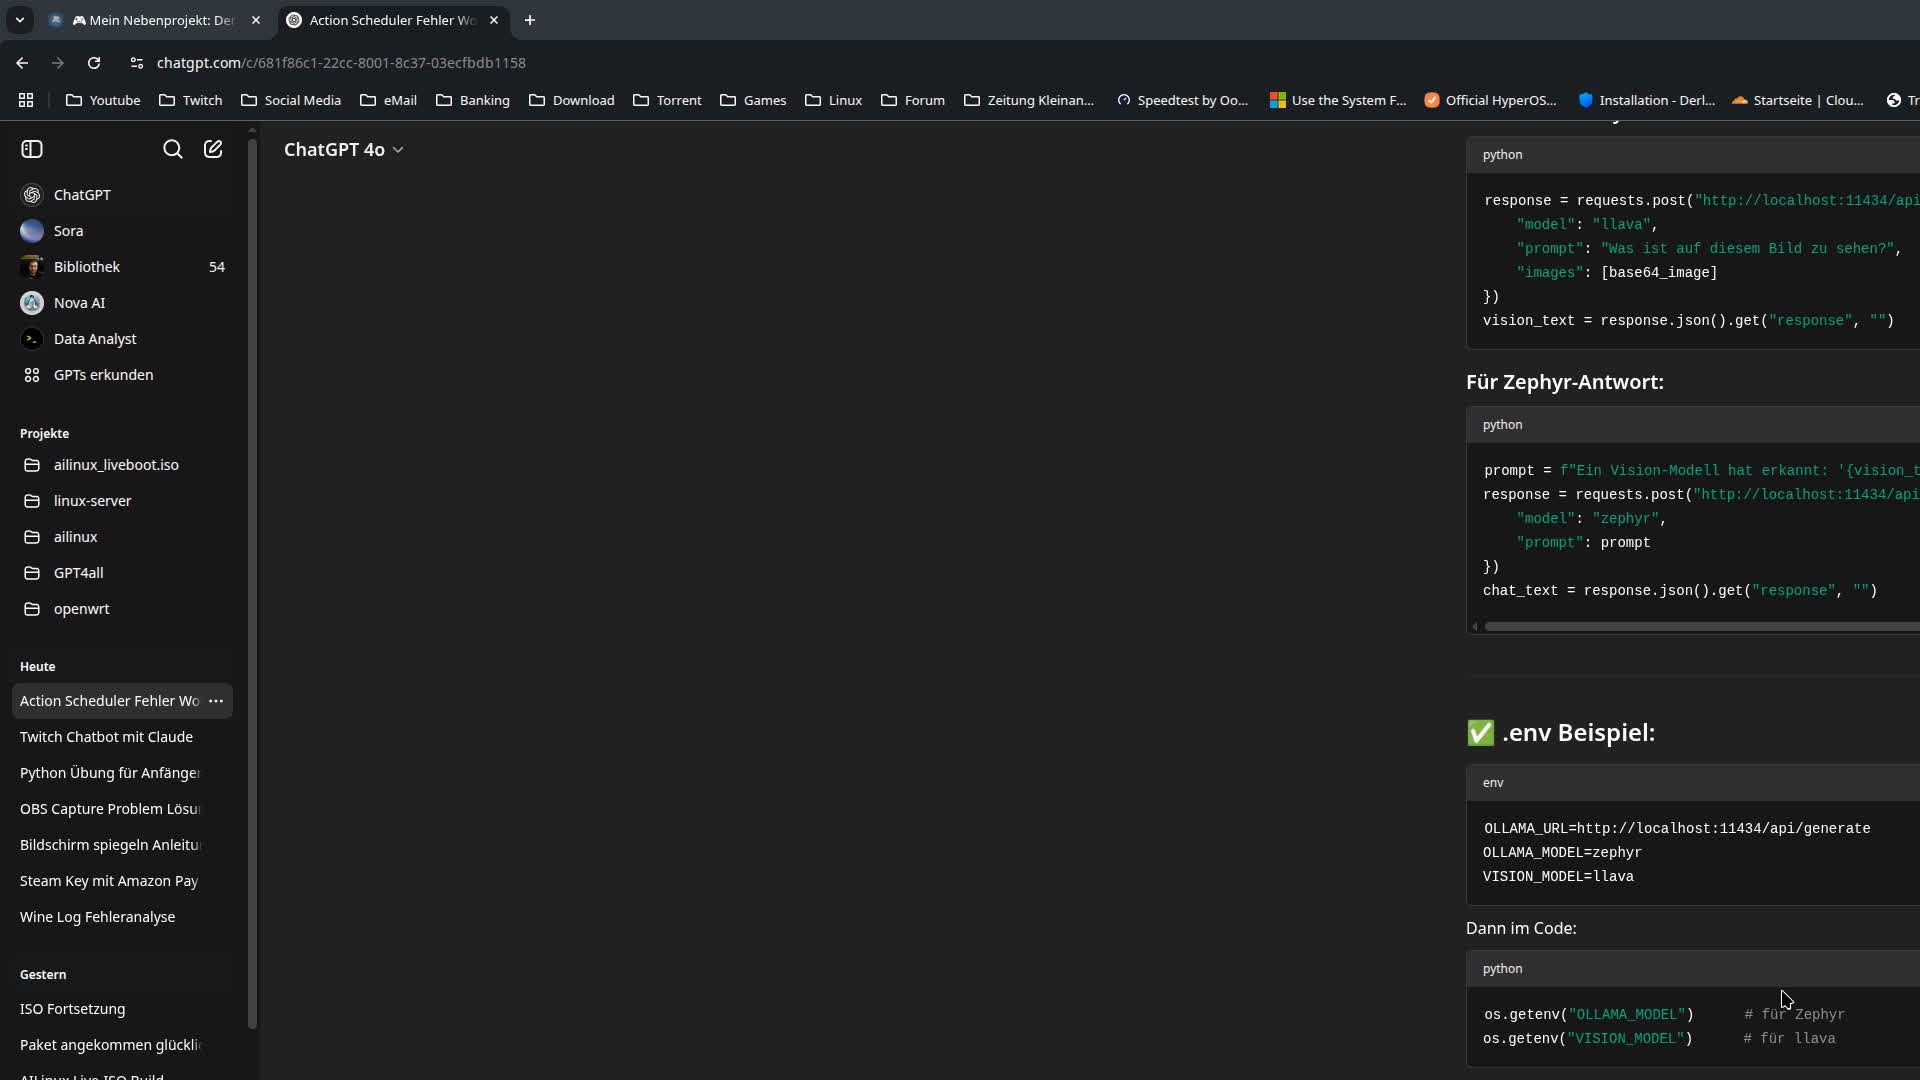 🎮 Mein Nebenprojekt: Der
Action Scheduler Fehler Wo
chatgpt.com/c/681f86c1-22cc-8001-8c37-03ecfbdb1158
Youtube Twitch Social Media eMail Banking Download Torrent Games Linux Forum Zeitung Kleinan... Speedtest by Oo... Use the System F... Official HyperOS... Installation - Derl... Startseite | Clou... Tr
ChatGPT 4o
ChatGPT
Sora
Bibliothek 54
Nova AI
Data Analyst
GPTs erkunden
Projekte
ailinux_liveboot.iso
linux-server
ailinux
GPT4all
openwrt
Heute
Action Scheduler Fehler Wo
Twitch Chatbot mit Claude
Python Übung für Anfänger
OBS Capture Problem Lösu
Bildschirm spiegeln Anleitu
Steam Key mit Amazon Pay
Wine Log Fehleranalyse
Gestern
ISO Fortsetzung
Paket angekommen glückli
AILinux Live-ISO Build
python
response = requests.post("http://localhost:11434/api
"model": "llava",
"prompt": "Was ist auf diesem Bild zu sehen?",
"images": [base64_image]
})
vision_text = response.json().get("response", "")
Für Zephyr-Antwort:
python
prompt = f"Ein Vision-Modell hat erkannt: '{vision_t
response = requests.post("http://localhost:11434/api
"model": "zephyr",
"prompt": prompt
})
chat_text = response.json().get("response", "")
✅ .env Beispiel:
env
OLLAMA_URL=http://localhost:11434/api/generate
OLLAMA_MODEL=zephyr
VISION_MODEL=llava
Dann im Code:
python
os.getenv("OLLAMA_MODEL") # für Zephyr
os.getenv("VISION_MODEL") # für llava